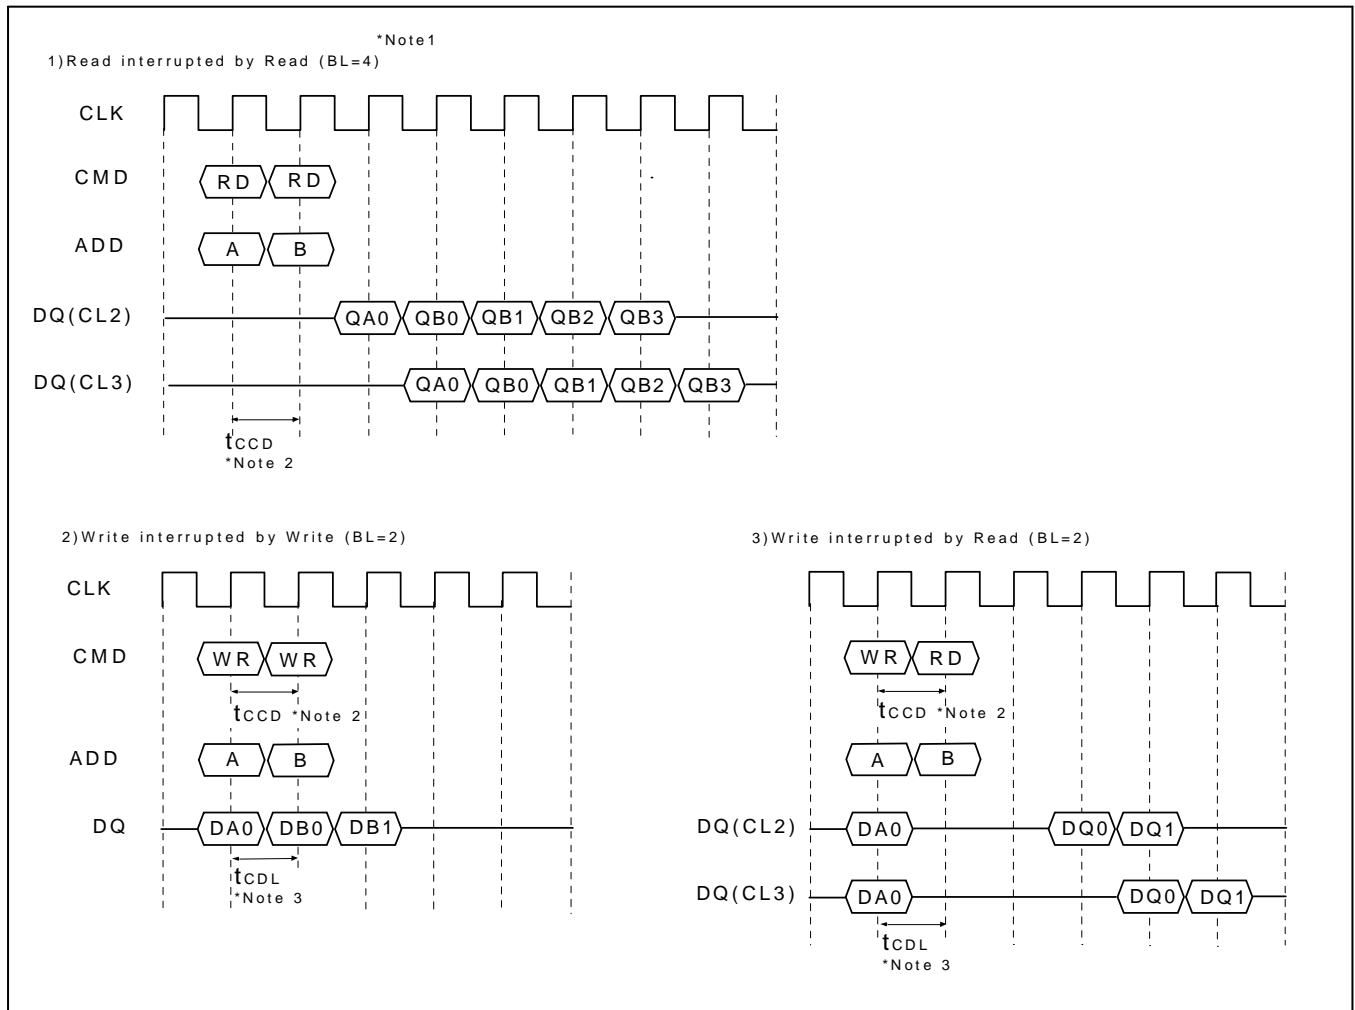 *Note1
1)Read interrupted by Read (BL=4)
CLK
CMD RD RD
ADD A B
DQ(CL2) QA0 QB0 QB1 QB2 QB3
DQ(CL3) QA0 QB0 QB1 QB2 QB3
tCCD
*Note 2
2)Write interrupted by Write (BL=2)
CLK
CMD WR WR
tCCD *Note 2
ADD A B
DQ DA0 DB0 DB1
tCDL
*Note 3
3)Write interrupted by Read (BL=2)
WR RD
tCCD *Note 2
A B
DQ(CL2) DA0 DQ0 DQ1
DQ(CL3) DA0 DQ0 DQ1
tCDL
*Note 3